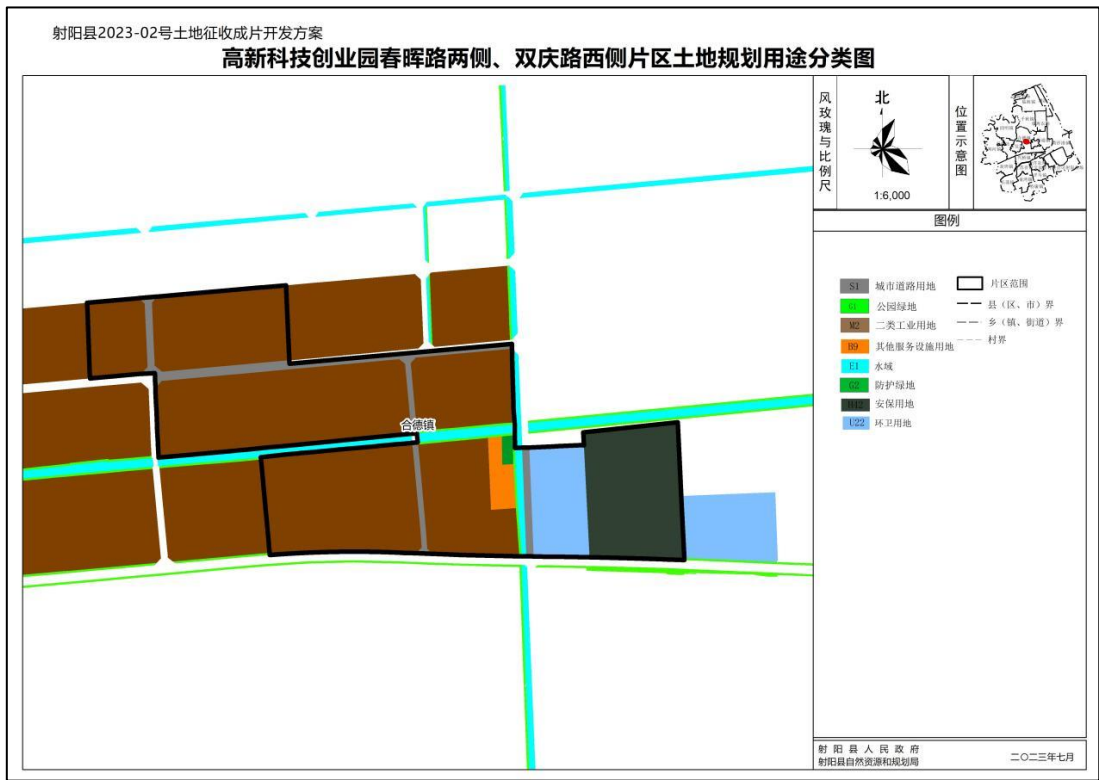 射阳县2023-02号土地征收成片开发方案
高新科技创业园春晖路两侧、双庆路西侧片区土地规划用途分类图
风玫瑰与比例尺
北
1:6,000
位置示意图
图例
S1 城市道路用地
G1 公园绿地
M2 二类工业用地
B9 其他服务设施用地
E1 水域
G2 防护绿地
H42 安保用地
U22 环卫用地
片区范围
县（区、市）界
乡（镇、街道）界
村界
合德镇
射阳县人民政府
射阳县自然资源和规划局
二〇二三年七月